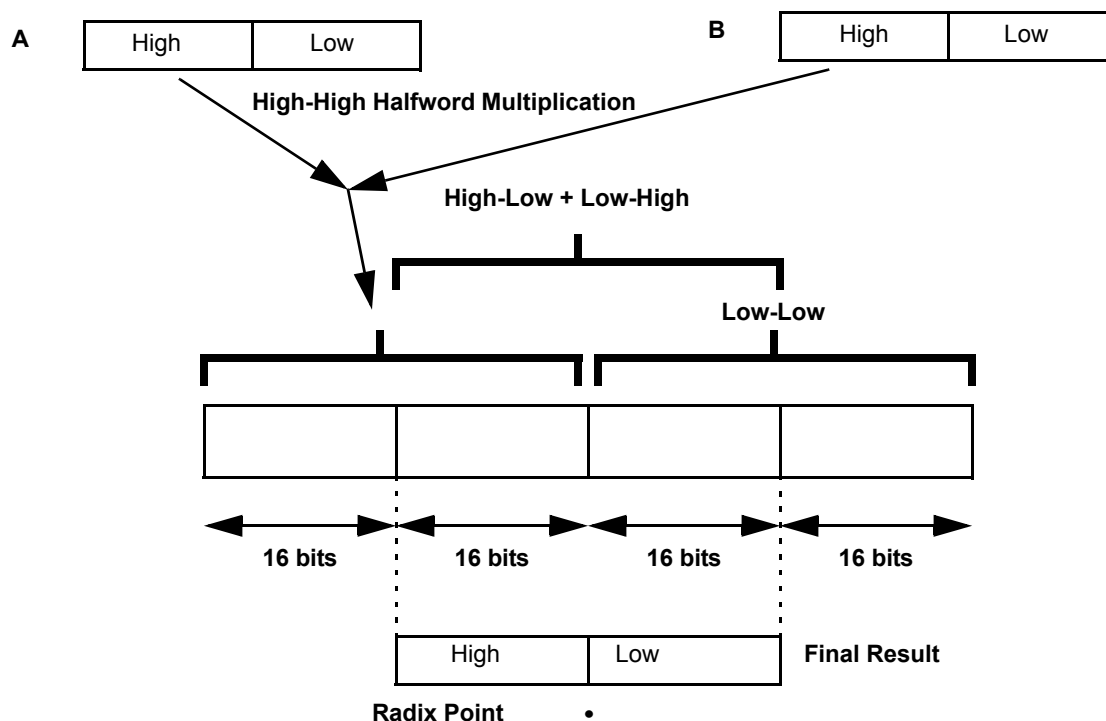 A
High Low
B
High Low
High-High Halfword Multiplication
High-Low + Low-High
Low-Low
16 bits 16 bits 16 bits 16 bits
High Low
Final Result
Radix Point •